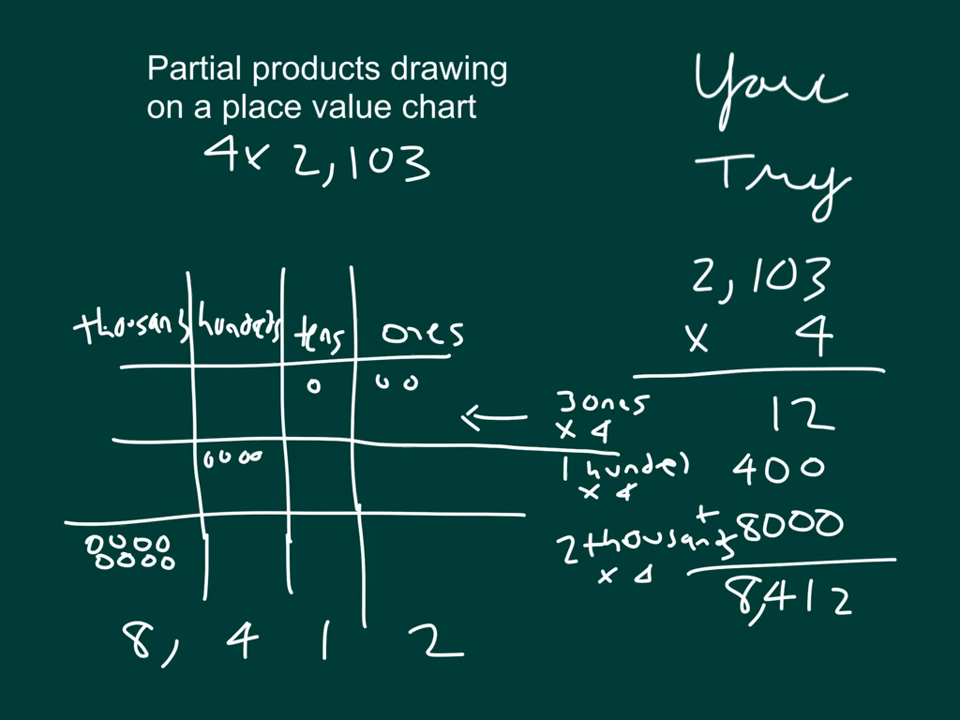 Partial products drawing
on a place value chart
4x 2,103
You
Try
thousands hundreds tens ones
8, 4 1 2
2,103
x 4
3 ones
x 4
12
1 hundred
x 4
400
2 thousands
x 4
+ 8000
8,412